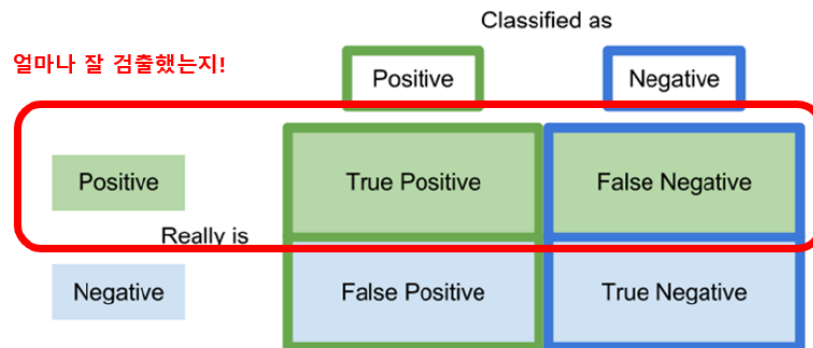 Classified as
얼마나 잘 검출했는지!
Positive Negative
Positive True Positive False Negative
Really is
Negative False Positive True Negative